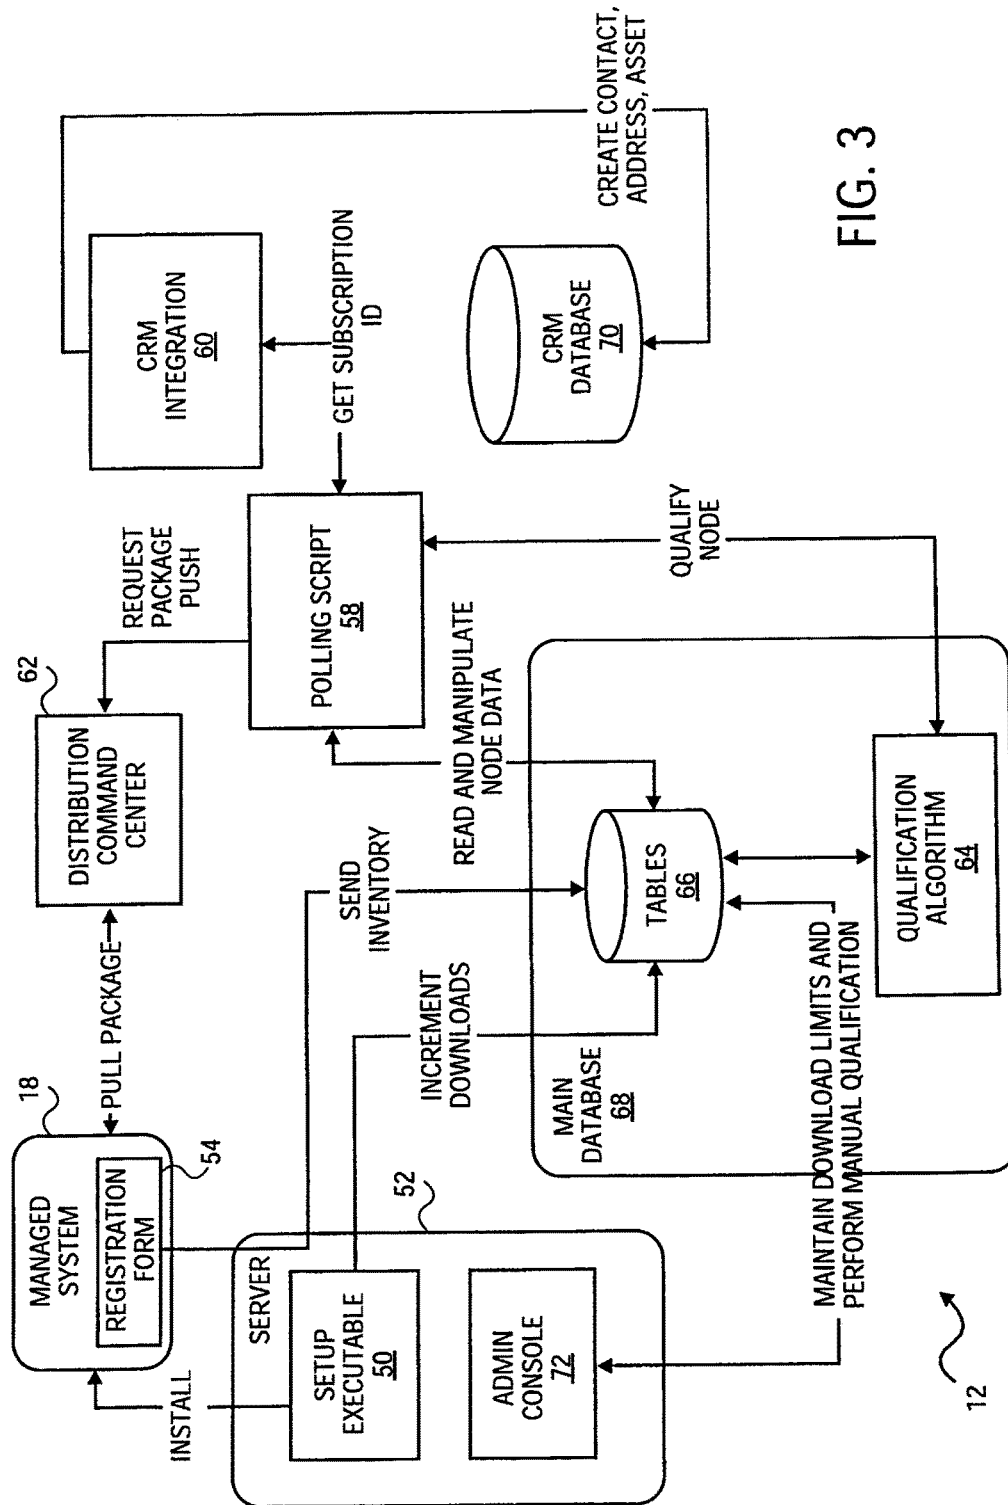 18
MANAGED
SYSTEM
REGISTRATION
FORM
54
PULL PACKAGE
62
DISTRIBUTION
COMMAND
CENTER
REQUEST
PACKAGE
PUSH
CRM
INTEGRATION
60
INSTALL
52
SERVER
SETUP
EXECUTABLE
50
ADMIN
CONSOLE
72
SEND
INVENTORY
INCREMENT
DOWNLOADS
POLLING SCRIPT
58
GET SUBSCRIPTION
ID
READ AND MANIPULATE
NODE DATA
CRM
DATABASE
70
CREATE CONTACT,
ADDRESS, ASSET
MAIN
DATABASE
68
TABLES
66
QUALIFY
NODE
QUALIFICATION
ALGORITHM
64
MAINTAIN DOWNLOAD LIMITS AND
PERFORM MANUAL QUALIFICATION
12
FIG. 3